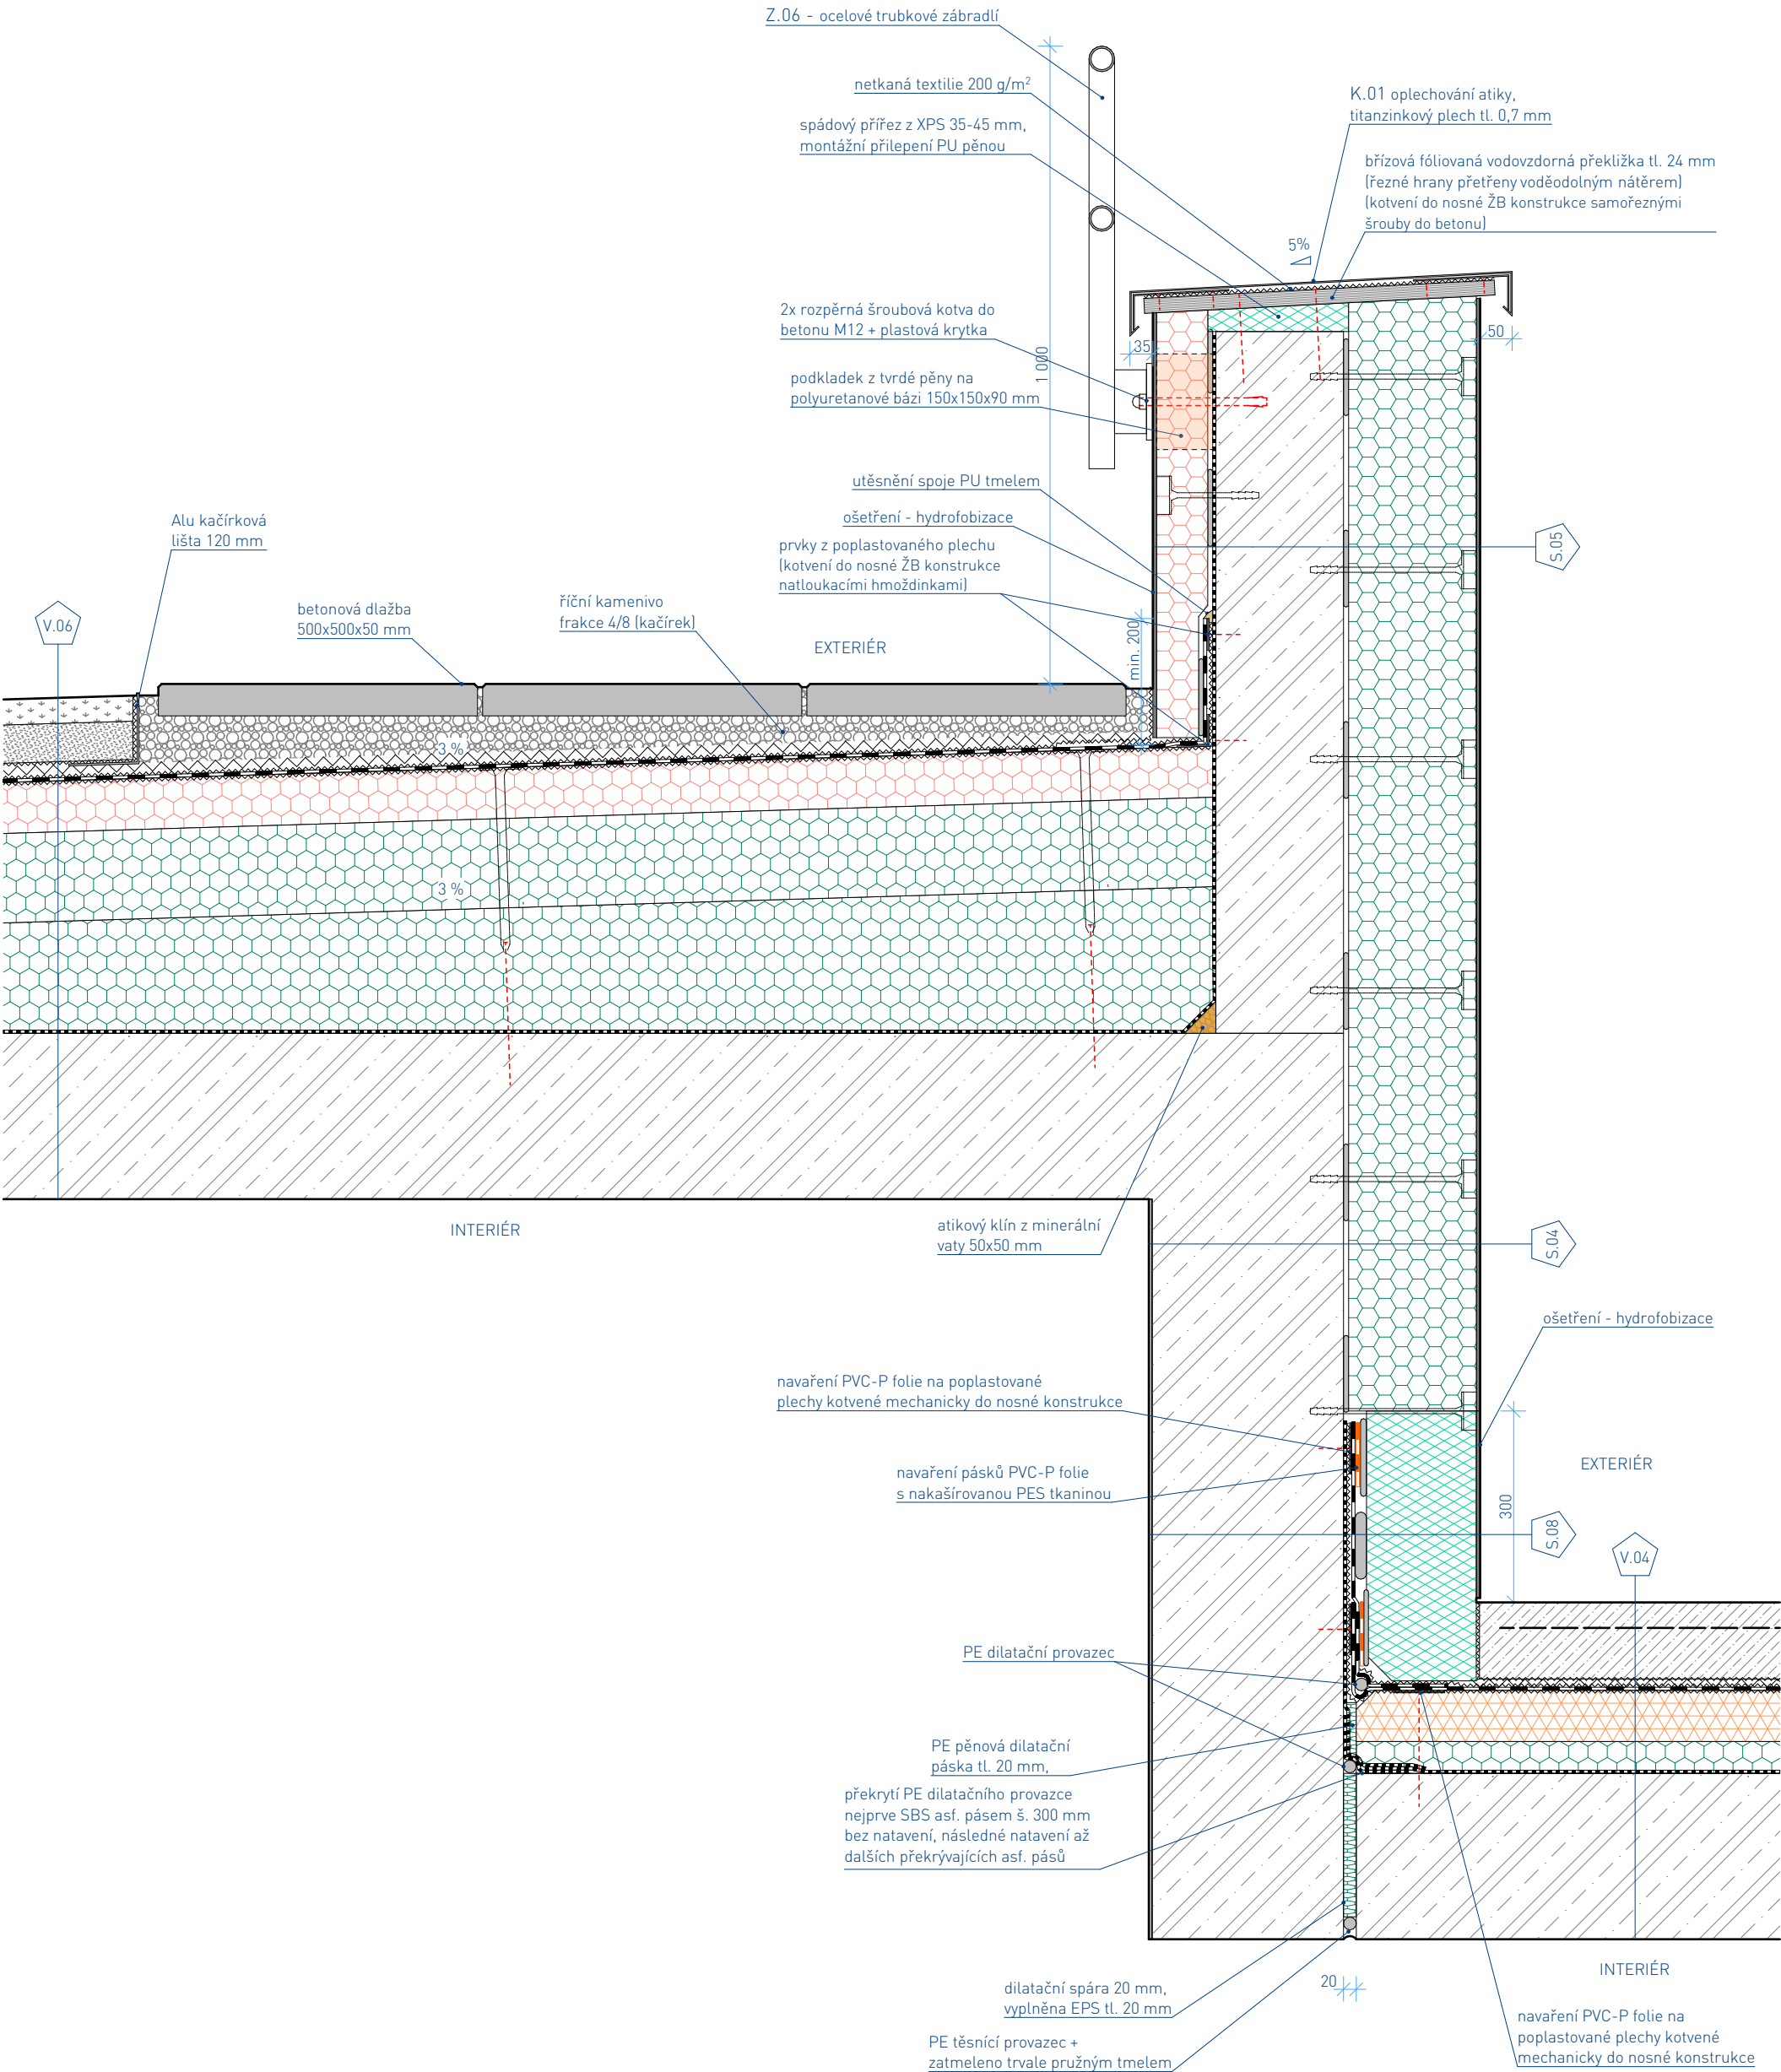 Z.06 - ocelové trubkové zábradlí
netkaná textilie 200 g/m²
K.01 oplechování atiky,
titanzinkový plech tl. 0,7 mm
spádový přířez z XPS 35-45 mm,
montážní přilepení PU pěnou
břízová fóliovaná vodovzdorná překližka tl. 24 mm
(řezné hrany přetřeny voděodolným nátěrem)
(kotvení do nosné ŽB konstrukce samořeznými
šrouby do betonu)
5%
2x rozpěrná šroubová kotva do
betonu M12 + plastová krytka
35
50
1 000
podkladek z tvrdé pěny na
polyuretanové bázi 150x150x90 mm
utěsnění spoje PU tmelem
ošetření - hydrofobizace
Alu kačírková
lišta 120 mm
prvky z poplastovaného plechu
(kotvení do nosné ŽB konstrukce
natloukacími hmoždinkami)
S.05
V.06
betonová dlažba
500x500x50 mm
říční kamenivo
frakce 4/8 (kačírek)
EXTERIÉR
min. 200
3 %
3 %
INTERIÉR
atikový klín z minerální
vaty 50x50 mm
S.04
ošetření - hydrofobizace
navaření PVC-P folie na poplastované
plechy kotvené mechanicky do nosné konstrukce
EXTERIÉR
navaření pásků PVC-P folie
s nakašírovanou PES tkaninou
300
S.08
V.04
PE dilatační provazec
PE pěnová dilatační
páska tl. 20 mm,
překrytí PE dilatačního provazce
nejprve SBS asf. pásem š. 300 mm
bez natavení, následné natavení až
dalších překrývajících asf. pásů
INTERIÉR
20
dilatační spára 20 mm,
vyplněna EPS tl. 20 mm
navaření PVC-P folie na
poplastované plechy kotvené
mechanicky do nosné konstrukce
PE těsnící provazec +
zatmeleno trvale pružným tmelem